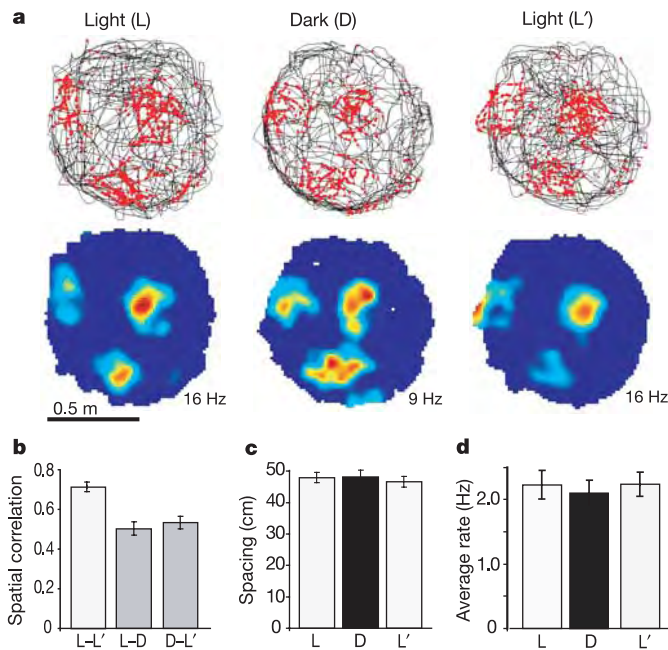 a
Light (L)
Dark (D)
Light (L′)
16 Hz
9 Hz
16 Hz
0.5 m
b
Spatial correlation
0.8
0.6
0.4
0.2
0
L–L′
L–D
D–L′
c
Spacing (cm)
50
40
30
20
10
0
L
D
L′
d
Average rate (Hz)
2.0
1.0
0
L
D
L′